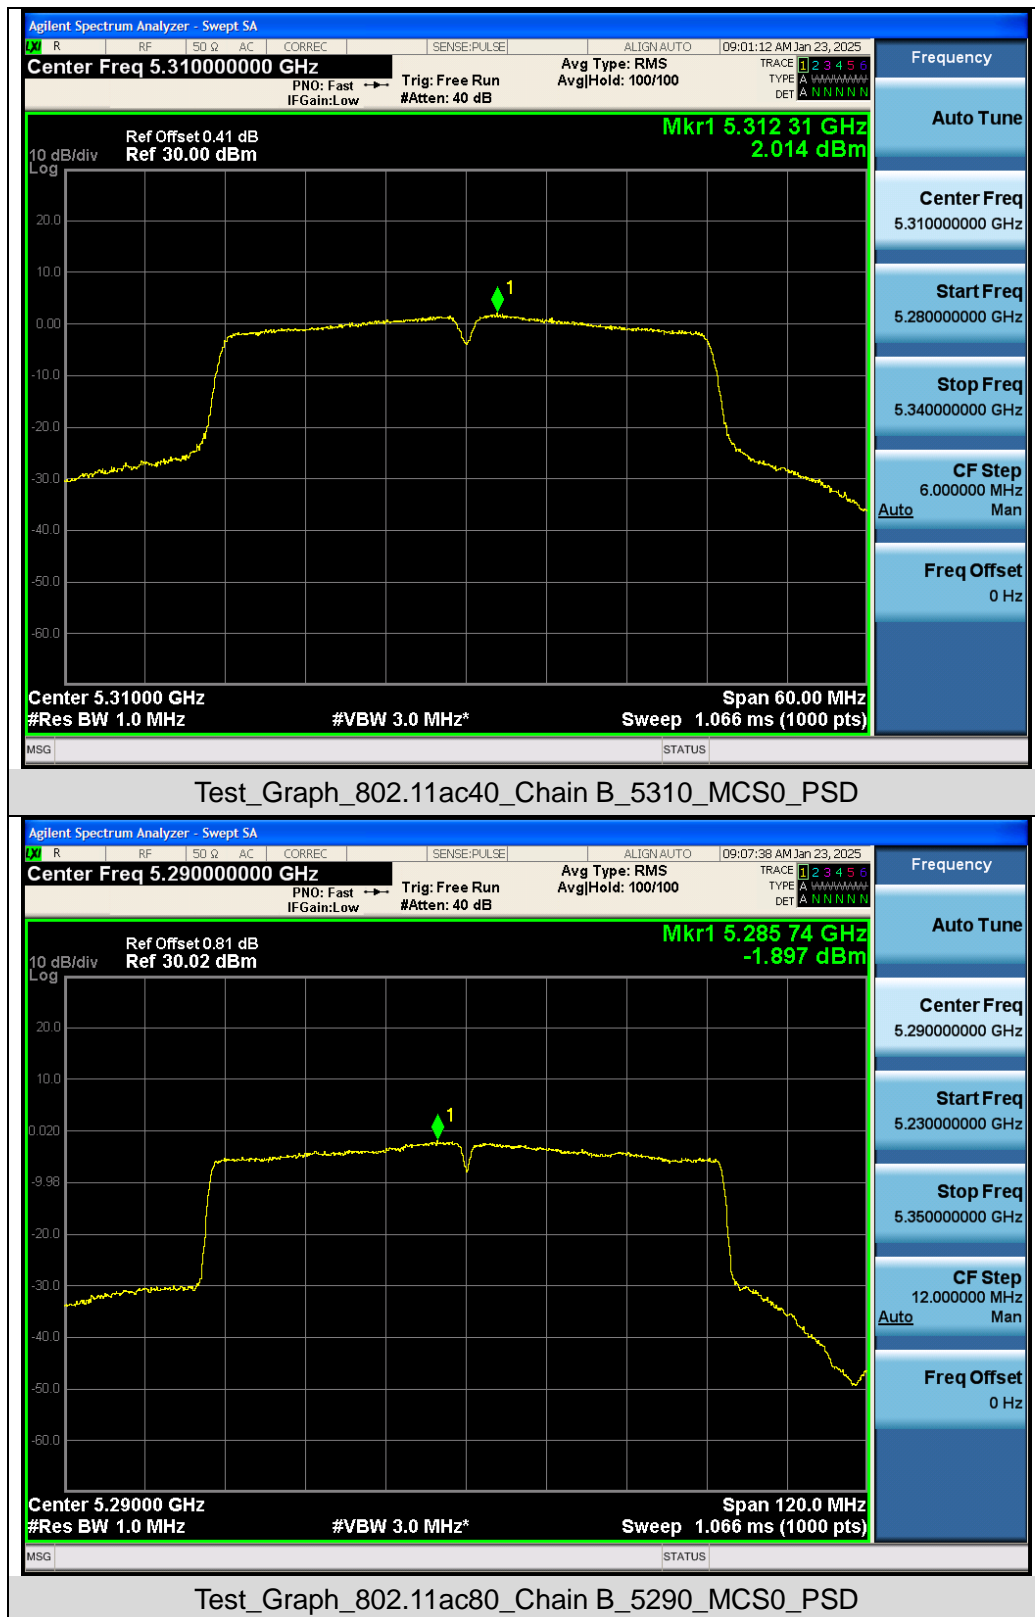 Agilent Spectrum Analyzer - Swept SA
LXI R RF 50 Ω AC CORREC SENSE:PULSE ALIGN AUTO 09:01:12 AM Jan 23, 2025
Center Freq 5.310000000 GHz
PNO: Fast
IFGain:Low
Trig: Free Run
#Atten: 40 dB
Avg Type: RMS
Avg|Hold: 100/100
TRACE 1 2 3 4 5 6
TYPE A WWWWW
DET A N N N N N
Frequency
Auto Tune
Center Freq
5.310000000 GHz
Start Freq
5.280000000 GHz
Stop Freq
5.340000000 GHz
CF Step
6.000000 MHz
Auto Man
Freq Offset
0 Hz
Mkr1 5.312 31 GHz
2.014 dBm
Ref Offset 0.41 dB
10 dB/div Ref 30.00 dBm
Log
1
20.0
10.0
0.00
-10.0
-20.0
-30.0
-40.0
-50.0
-60.0
Center 5.31000 GHz Span 60.00 MHz
#Res BW 1.0 MHz #VBW 3.0 MHz* Sweep 1.066 ms (1000 pts)
MSG STATUS
Test_Graph_802.11ac40_Chain B_5310_MCS0_PSD
Agilent Spectrum Analyzer - Swept SA
LXI R RF 50 Ω AC CORREC SENSE:PULSE ALIGN AUTO 09:07:38 AM Jan 23, 2025
Center Freq 5.290000000 GHz
PNO: Fast
IFGain:Low
Trig: Free Run
#Atten: 40 dB
Avg Type: RMS
Avg|Hold: 100/100
TRACE 1 2 3 4 5 6
TYPE A WWWWW
DET A N N N N N
Frequency
Auto Tune
Center Freq
5.290000000 GHz
Start Freq
5.230000000 GHz
Stop Freq
5.350000000 GHz
CF Step
12.000000 MHz
Auto Man
Freq Offset
0 Hz
Mkr1 5.285 74 GHz
-1.897 dBm
Ref Offset 0.81 dB
10 dB/div Ref 30.02 dBm
Log
1
20.0
10.0
0.020
-9.98
-20.0
-30.0
-40.0
-50.0
-60.0
Center 5.29000 GHz Span 120.0 MHz
#Res BW 1.0 MHz #VBW 3.0 MHz* Sweep 1.066 ms (1000 pts)
MSG STATUS
Test_Graph_802.11ac80_Chain B_5290_MCS0_PSD